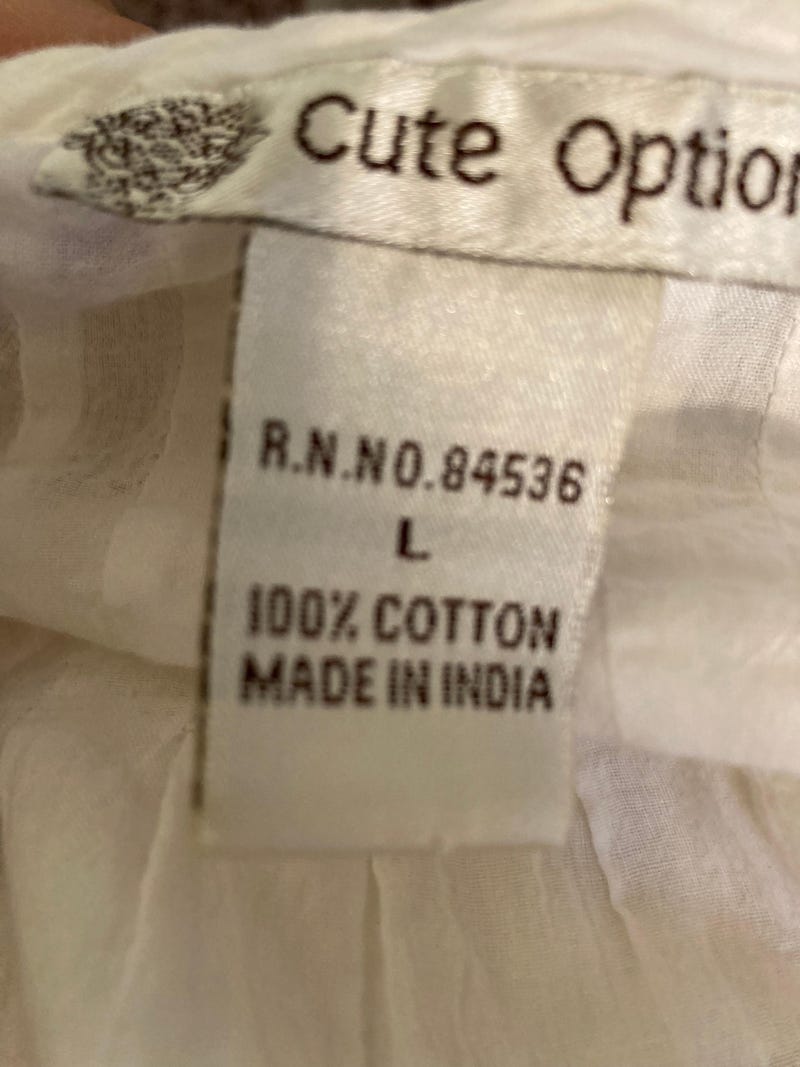 Cute Option
R.N.NO.84536
L
100% COTTON
MADE IN INDIA